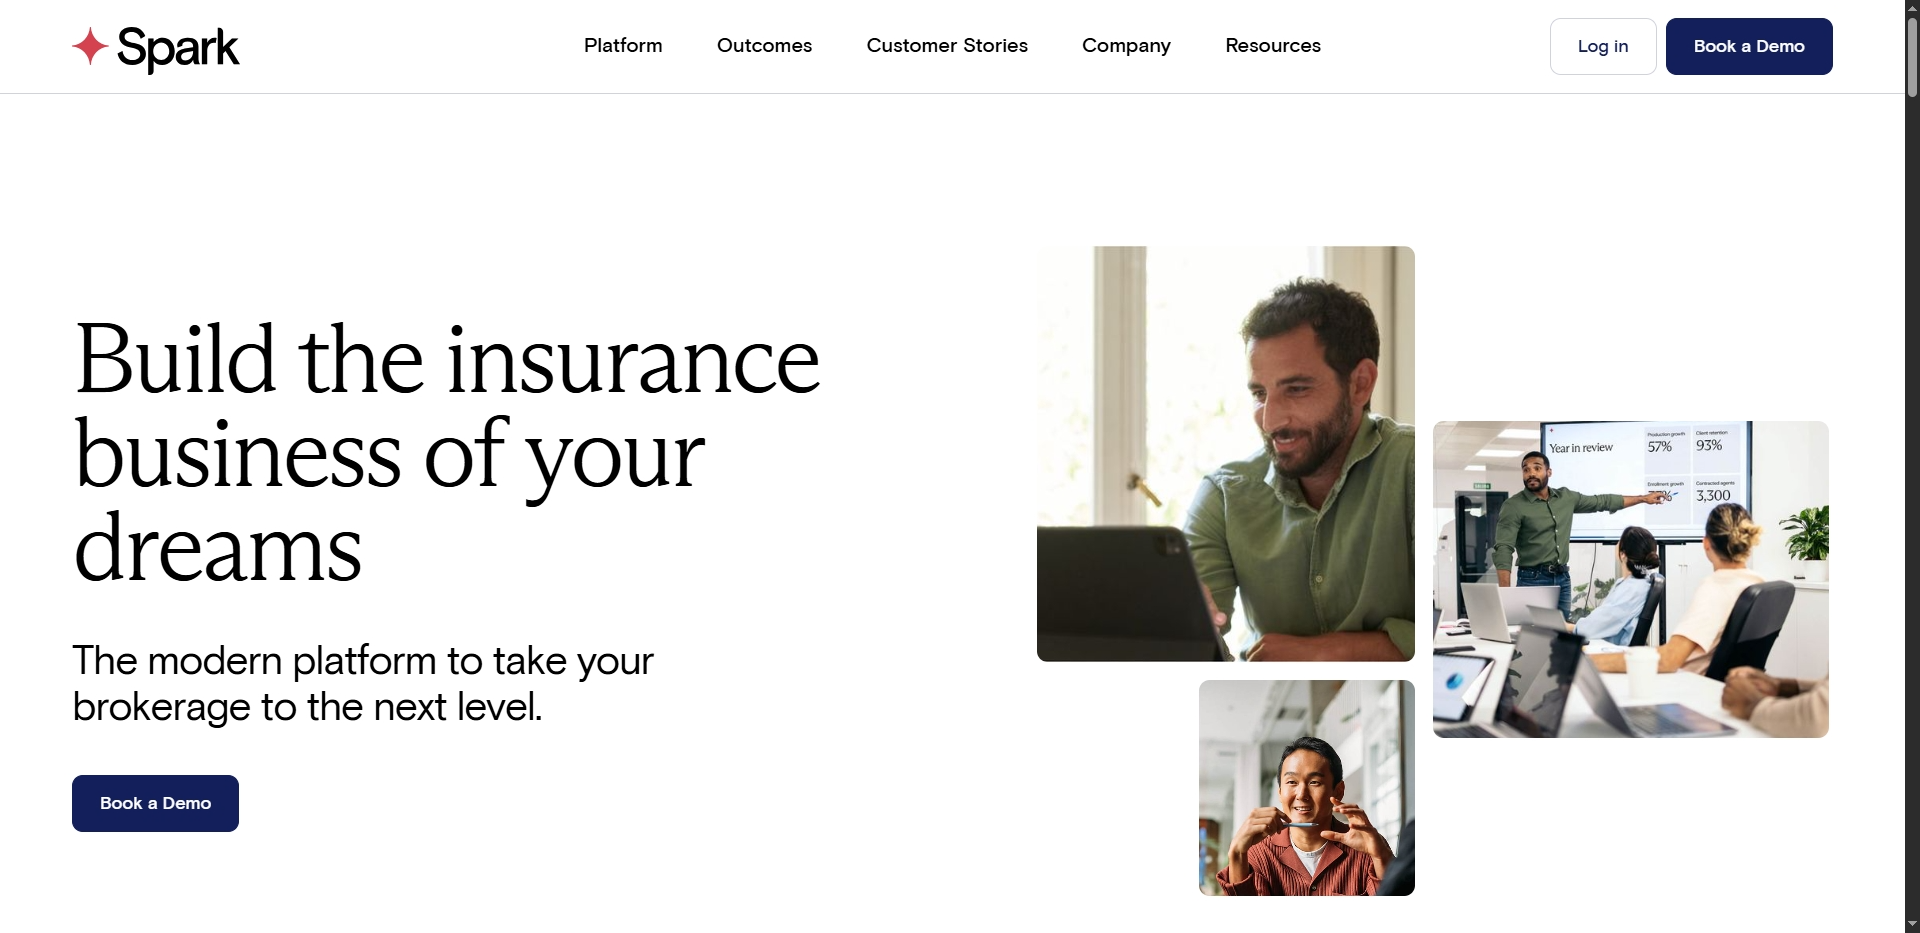 Spark
Platform
Outcomes
Customer Stories
Company
Resources
Log in
Book a Demo
Build the insurance
business of your
dreams
The modern platform to take your
brokerage to the next level.
Book a Demo
Year in review
Production growth
57%
Client retention
93%
Enrollment growth
Contracted agents
3,300